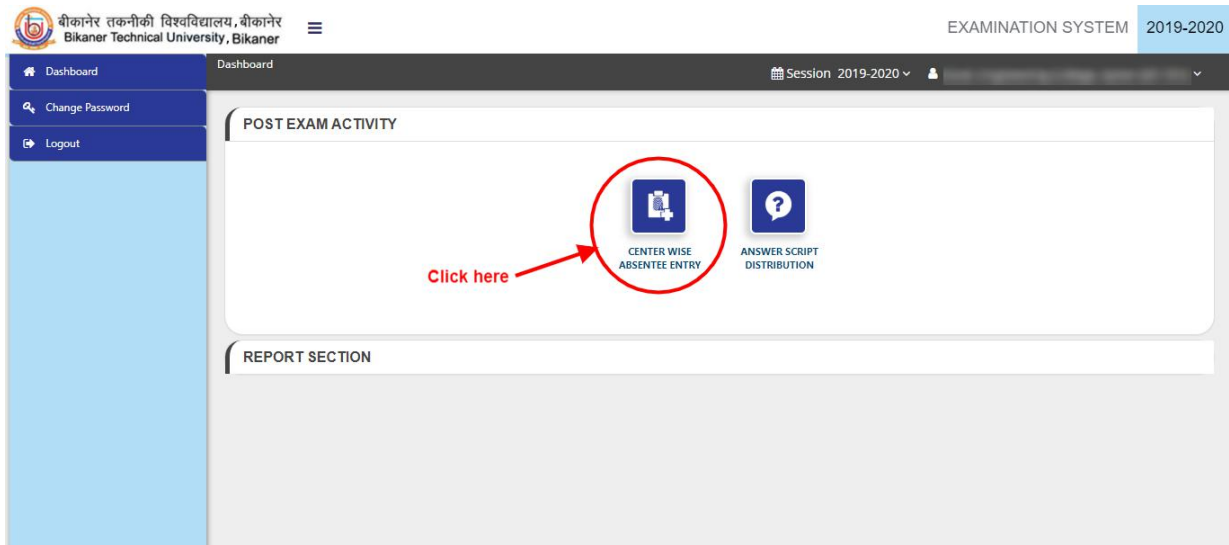 बीकानेर तकनीकी विश्वविद्यालय, बीकानेर
Bikaner Technical University, Bikaner
EXAMINATION SYSTEM
2019-2020
Dashboard
Change Password
Logout
Dashboard
Session 2019-2020
POST EXAM ACTIVITY
CENTER WISE
ABSENTEE ENTRY
ANSWER SCRIPT
DISTRIBUTION
Click here
REPORT SECTION